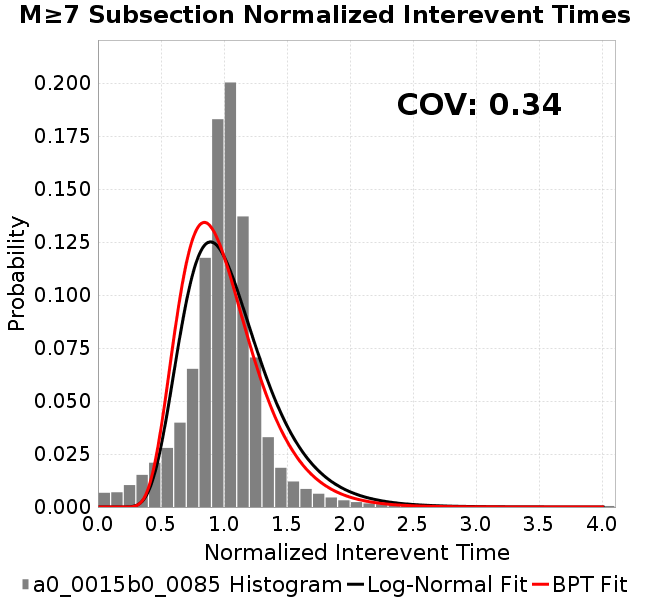 M≥7 Subsection Normalized Interevent Times
COV: 0.34
Probability
0.200
0.175
0.150
0.125
0.100
0.075
0.050
0.025
0.000
0.0 0.5 1.0 1.5 2.0 2.5 3.0 3.5 4.0
Normalized Interevent Time
a0_0015b0_0085 Histogram Log-Normal Fit BPT Fit